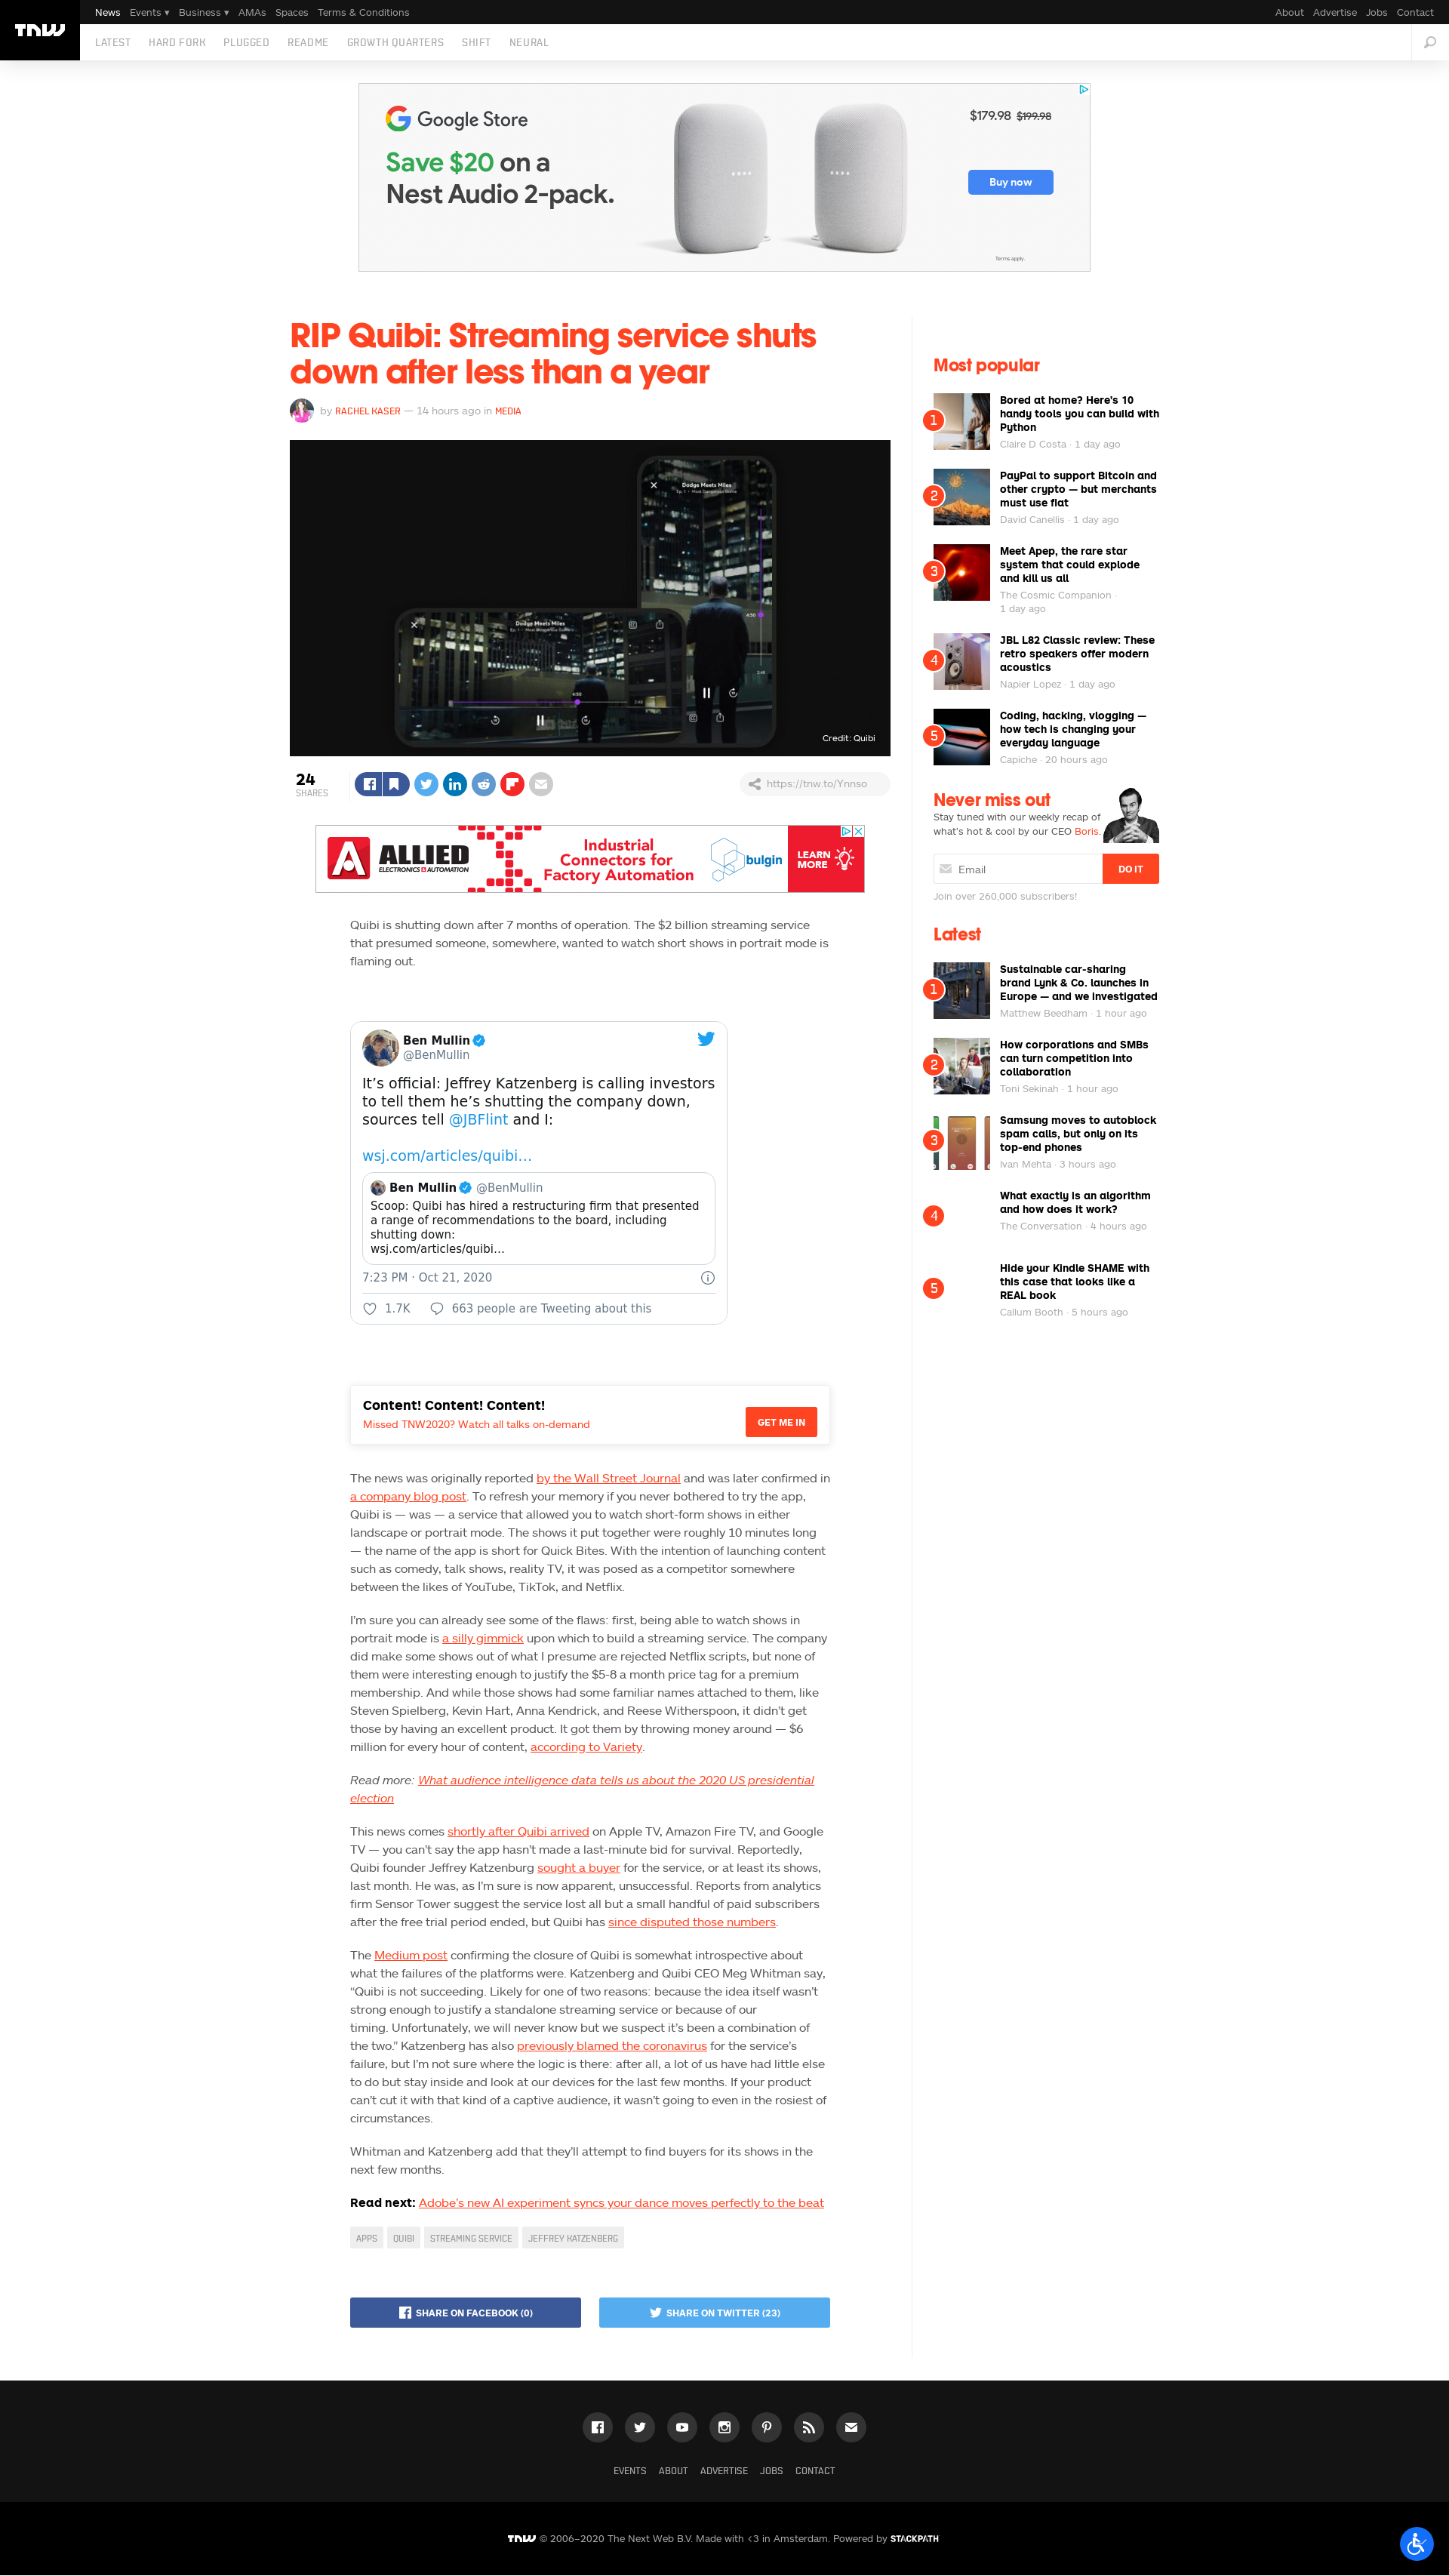 TNW
News Events ▾ Business ▾ AMAs Spaces Terms & Conditions
About Advertise Jobs Contact
LATEST HARD FORK PLUGGED README GROWTH QUARTERS SHIFT NEURAL
Google Store
Save $20 on a
Nest Audio 2-pack.
$179.98 $199.98
Buy now
Terms apply.
RIP Quibi: Streaming service shuts
down after less than a year
by RACHEL KASER — 14 hours ago in MEDIA
Dodge Meets Miles
Ep. 1 · Most Dangerous Game
4:50
2:48
Dodge Meets Miles
Ep. 1 · Most Dangerous Game
4:50
2:48
Credit: Quibi
24
SHARES
https://tnw.to/Ynnso
ALLIED
ELECTRONICS & AUTOMATION
Industrial
Connectors for
Factory Automation
bulgin
LEARN
MORE
Quibi is shutting down after 7 months of operation. The $2 billion streaming service
that presumed someone, somewhere, wanted to watch short shows in portrait mode is
flaming out.
Ben Mullin
@BenMullin
It's official: Jeffrey Katzenberg is calling investors
to tell them he's shutting the company down,
sources tell @JBFlint and I:
wsj.com/articles/quibi…
Ben Mullin @BenMullin
Scoop: Quibi has hired a restructuring firm that presented
a range of recommendations to the board, including
shutting down:
wsj.com/articles/quibi…
7:23 PM · Oct 21, 2020
1.7K 663 people are Tweeting about this
Content! Content! Content!
Missed TNW2020? Watch all talks on-demand
GET ME IN
The news was originally reported by the Wall Street Journal and was later confirmed in
a company blog post. To refresh your memory if you never bothered to try the app,
Quibi is — was — a service that allowed you to watch short-form shows in either
landscape or portrait mode. The shows it put together were roughly 10 minutes long
— the name of the app is short for Quick Bites. With the intention of launching content
such as comedy, talk shows, reality TV, it was posed as a competitor somewhere
between the likes of YouTube, TikTok, and Netflix.
I'm sure you can already see some of the flaws: first, being able to watch shows in
portrait mode is a silly gimmick upon which to build a streaming service. The company
did make some shows out of what I presume are rejected Netflix scripts, but none of
them were interesting enough to justify the $5-8 a month price tag for a premium
membership. And while those shows had some familiar names attached to them, like
Steven Spielberg, Kevin Hart, Anna Kendrick, and Reese Witherspoon, it didn't get
those by having an excellent product. It got them by throwing money around — $6
million for every hour of content, according to Variety.
Read more: What audience intelligence data tells us about the 2020 US presidential
election
This news comes shortly after Quibi arrived on Apple TV, Amazon Fire TV, and Google
TV — you can't say the app hasn't made a last-minute bid for survival. Reportedly,
Quibi founder Jeffrey Katzenburg sought a buyer for the service, or at least its shows,
last month. He was, as I'm sure is now apparent, unsuccessful. Reports from analytics
firm Sensor Tower suggest the service lost all but a small handful of paid subscribers
after the free trial period ended, but Quibi has since disputed those numbers.
The Medium post confirming the closure of Quibi is somewhat introspective about
what the failures of the platforms were. Katzenberg and Quibi CEO Meg Whitman say,
“Quibi is not succeeding. Likely for one of two reasons: because the idea itself wasn't
strong enough to justify a standalone streaming service or because of our
timing. Unfortunately, we will never know but we suspect it's been a combination of
the two.” Katzenberg has also previously blamed the coronavirus for the service's
failure, but I'm not sure where the logic is there: after all, a lot of us have had little else
to do but stay inside and look at our devices for the last few months. If your product
can't cut it with that kind of a captive audience, it wasn't going to even in the rosiest of
circumstances.
Whitman and Katzenberg add that they'll attempt to find buyers for its shows in the
next few months.
Read next: Adobe's new AI experiment syncs your dance moves perfectly to the beat
APPS QUIBI STREAMING SERVICE JEFFREY KATZENBERG
SHARE ON FACEBOOK (0) SHARE ON TWITTER (23)
Most popular
1
Bored at home? Here's 10
handy tools you can build with
Python
Claire D Costa · 1 day ago
2
PayPal to support Bitcoin and
other crypto — but merchants
must use fiat
David Canellis · 1 day ago
3
Meet Apep, the rare star
system that could explode
and kill us all
The Cosmic Companion ·
1 day ago
4
JBL L82 Classic review: These
retro speakers offer modern
acoustics
Napier Lopez · 1 day ago
5
Coding, hacking, vlogging —
how tech is changing your
everyday language
Capiche · 20 hours ago
Never miss out
Stay tuned with our weekly recap of
what's hot & cool by our CEO Boris.
Email
DO IT
Join over 260,000 subscribers!
Latest
1
Sustainable car-sharing
brand Lynk & Co. launches in
Europe — and we investigated
Matthew Beedham · 1 hour ago
2
How corporations and SMBs
can turn competition into
collaboration
Toni Sekinah · 1 hour ago
3
Samsung moves to autoblock
spam calls, but only on its
top-end phones
Ivan Mehta · 3 hours ago
4
What exactly is an algorithm
and how does it work?
The Conversation · 4 hours ago
5
Hide your Kindle SHAME with
this case that looks like a
REAL book
Callum Booth · 5 hours ago
EVENTS ABOUT ADVERTISE JOBS CONTACT
TNW © 2006–2020 The Next Web B.V. Made with <3 in Amsterdam. Powered by STACKPATH